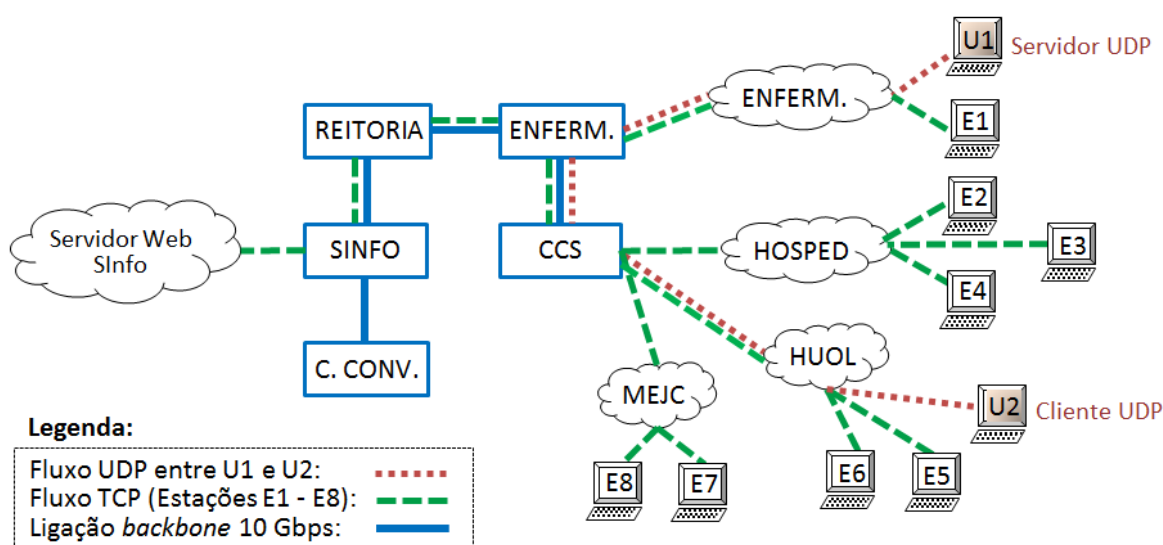 U1
Servidor UDP
ENFERM.
REITORIA
ENFERM.
E1
E2
Servidor Web
SInfo
SINFO
CCS
HOSPED
E3
E4
HUOL
C. CONV.
MEJC
U2
Cliente UDP
Legenda:
Fluxo UDP entre U1 e U2:
Fluxo TCP (Estações E1 - E8):
Ligação backbone 10 Gbps:
E8
E7
E6
E5